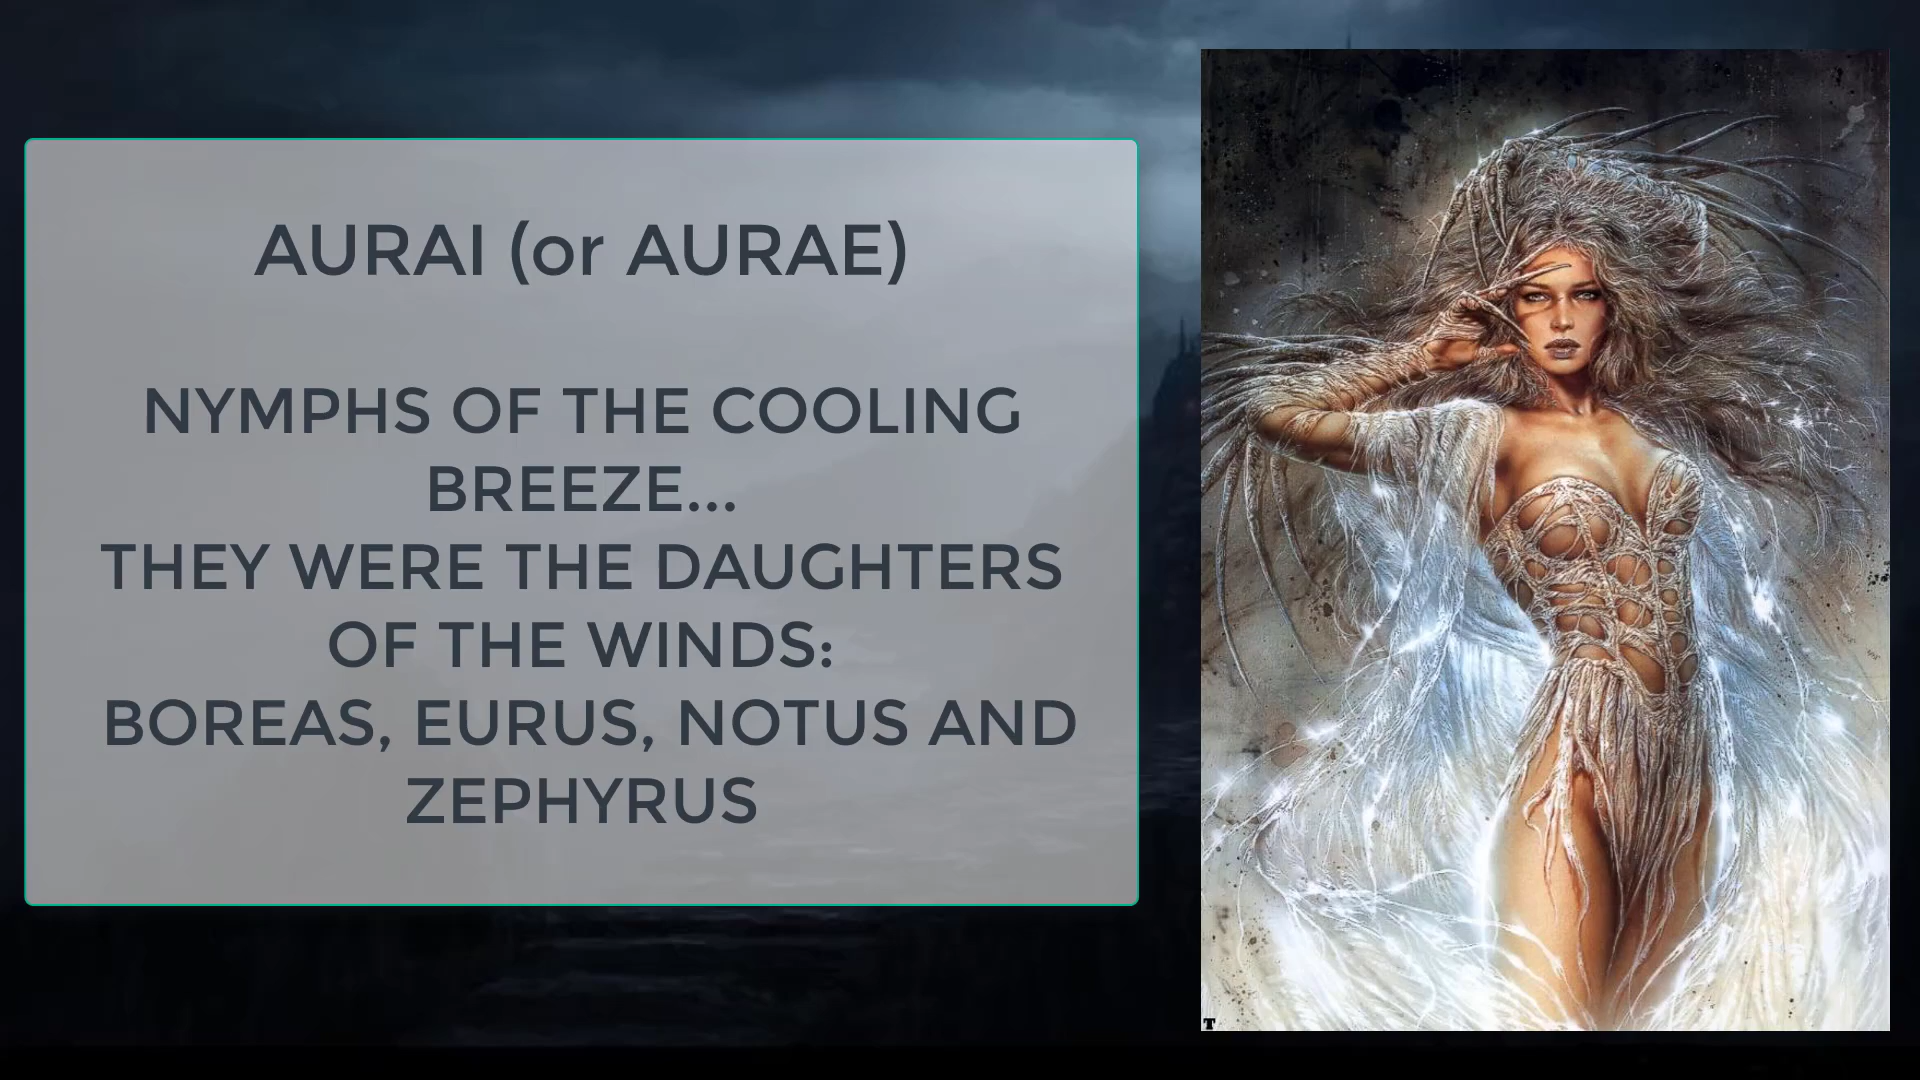 AURAI (or AURAE)
NYMPHS OF THE COOLING
BREEZE...
THEY WERE THE DAUGHTERS
OF THE WINDS:
BOREAS, EURUS, NOTUS AND
ZEPHYRUS
T